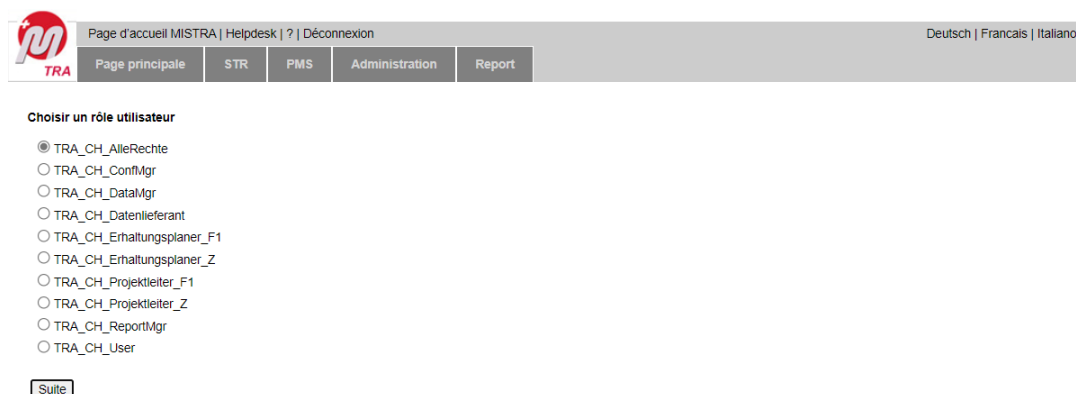 Page d'accueil MISTRA | Helpdesk | ? | Déconnexion
Deutsch | Francais | Italiano
TRA
Page principale STR PMS Administration Report
Choisir un rôle utilisateur
TRA_CH_AlleRechte
TRA_CH_ConfMgr
TRA_CH_DataMgr
TRA_CH_Datenlieferant
TRA_CH_Erhaltungsplaner_F1
TRA_CH_Erhaltungsplaner_Z
TRA_CH_Projektleiter_F1
TRA_CH_Projektleiter_Z
TRA_CH_ReportMgr
TRA_CH_User
Suite